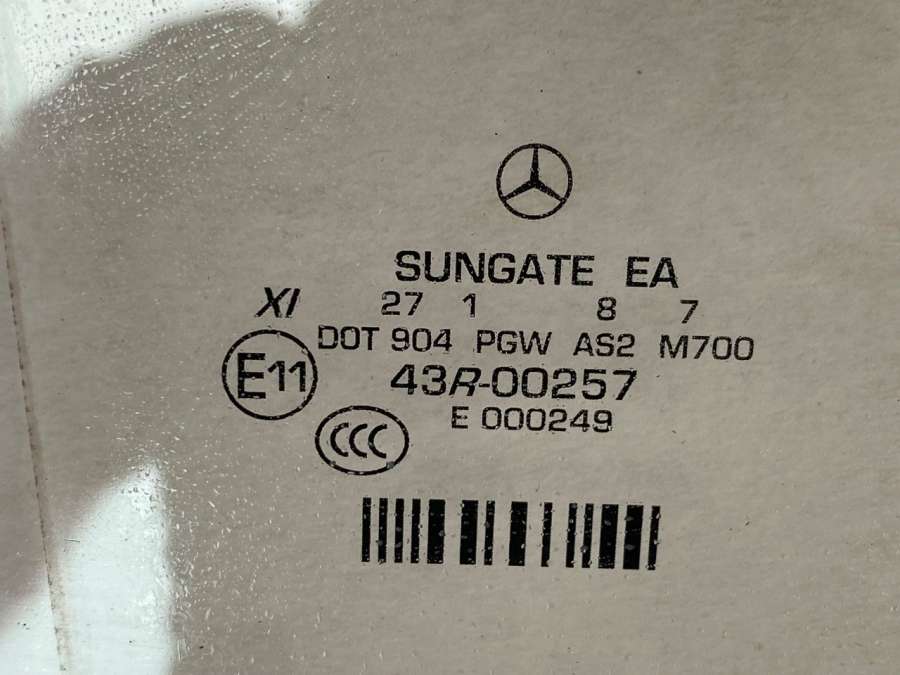 SUNGATE EA
XI 27 1 8 7
DOT 904 PGW AS2 M700
E11 43R-00257
E 000249
CCC